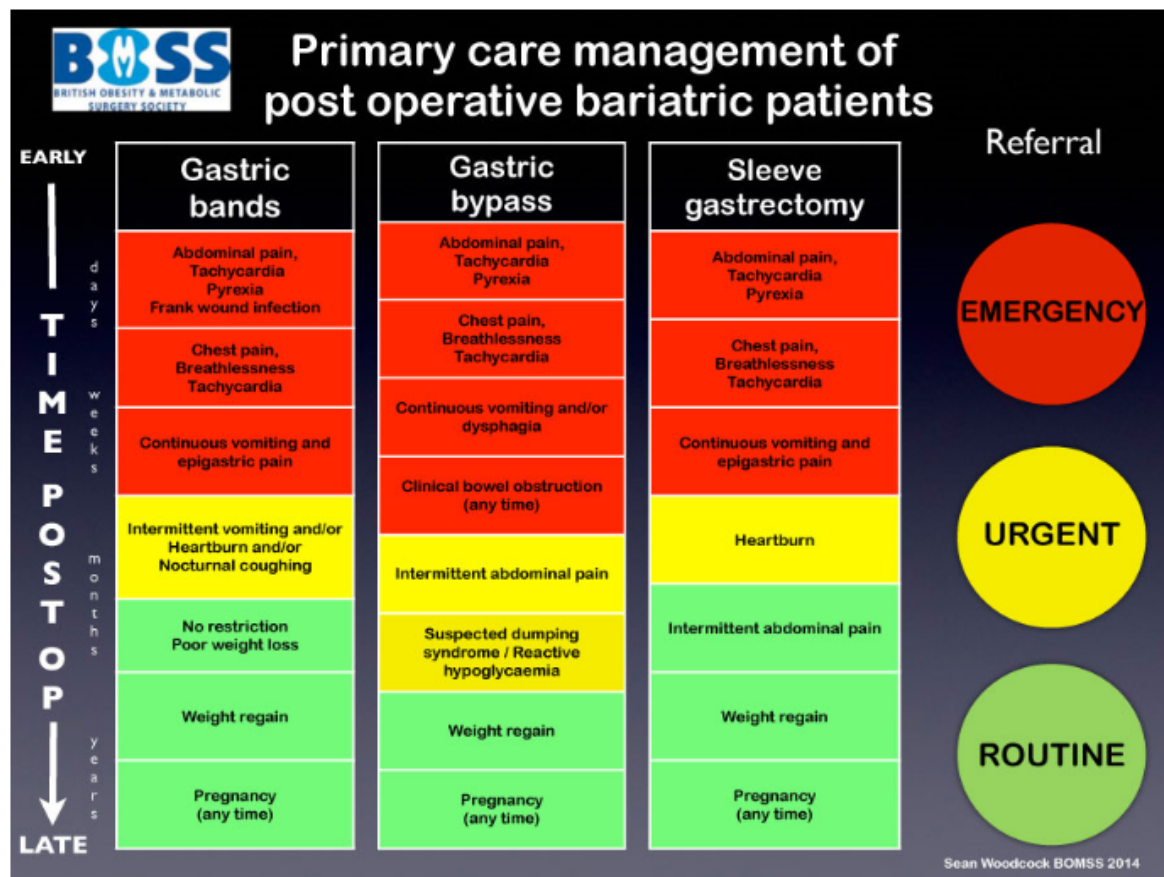 BOMSS
BRITISH OBESITY & METABOLIC
SURGERY SOCIETY
Primary care management of
post operative bariatric patients
EARLY
TIME POST OP
LATE
days
weeks
months
years
Gastric
bands
Abdominal pain,
Tachycardia
Pyrexia
Frank wound infection
Chest pain,
Breathlessness
Tachycardia
Continuous vomiting and
epigastric pain
Intermittent vomiting and/or
Heartburn and/or
Nocturnal coughing
No restriction
Poor weight loss
Weight regain
Pregnancy
(any time)
Gastric
bypass
Abdominal pain,
Tachycardia
Pyrexia
Chest pain,
Breathlessness
Tachycardia
Continuous vomiting and/or
dysphagia
Clinical bowel obstruction
(any time)
Intermittent abdominal pain
Suspected dumping
syndrome / Reactive
hypoglycaemia
Weight regain
Pregnancy
(any time)
Sleeve
gastrectomy
Abdominal pain,
Tachycardia
Pyrexia
Chest pain,
Breathlessness
Tachycardia
Continuous vomiting and
epigastric pain
Heartburn
Intermittent abdominal pain
Weight regain
Pregnancy
(any time)
Referral
EMERGENCY
URGENT
ROUTINE
Sean Woodcock BOMSS 2014